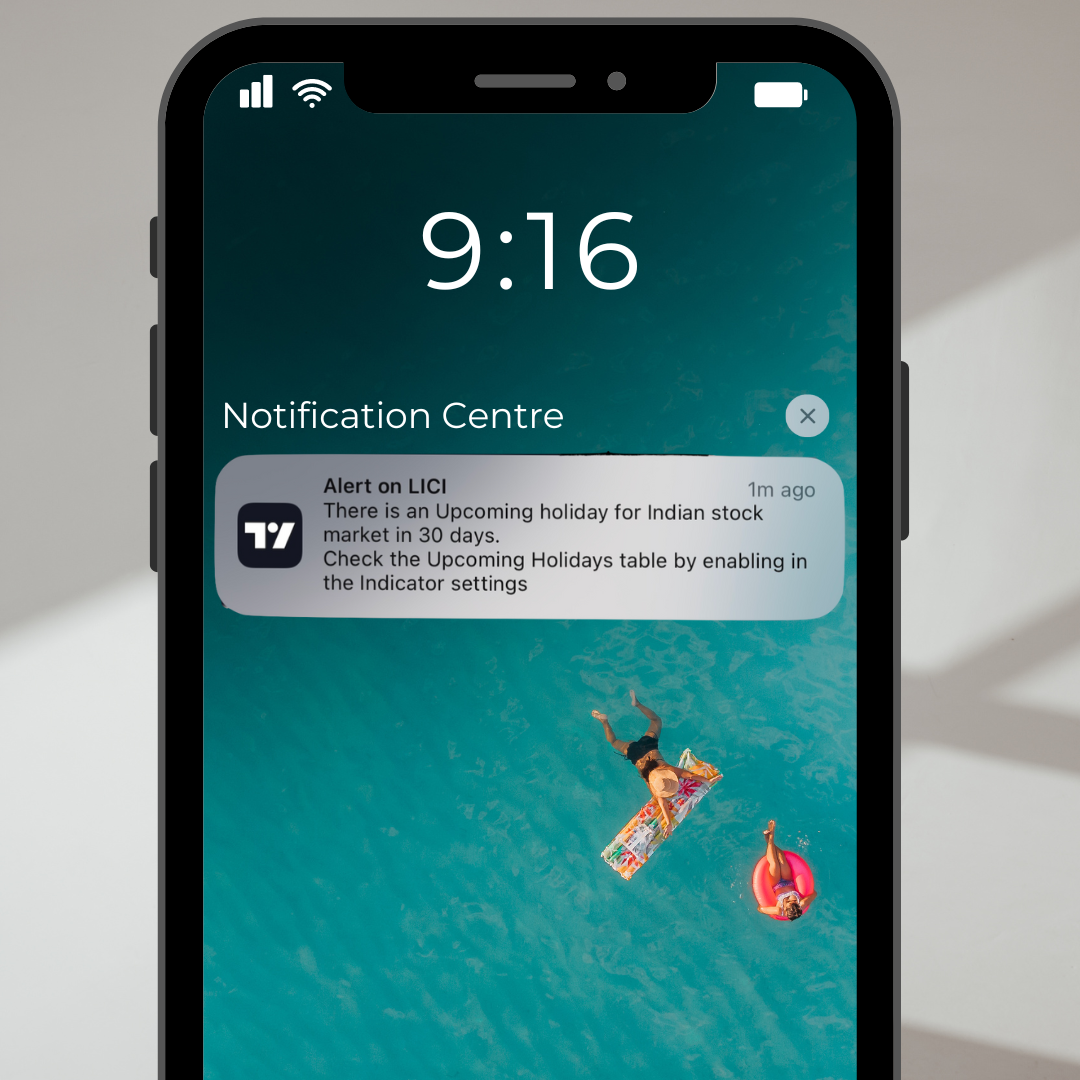 9:16
Notification Centre
Alert on LICI
1m ago
There is an Upcoming holiday for Indian stock
market in 30 days.
Check the Upcoming Holidays table by enabling in
the Indicator settings